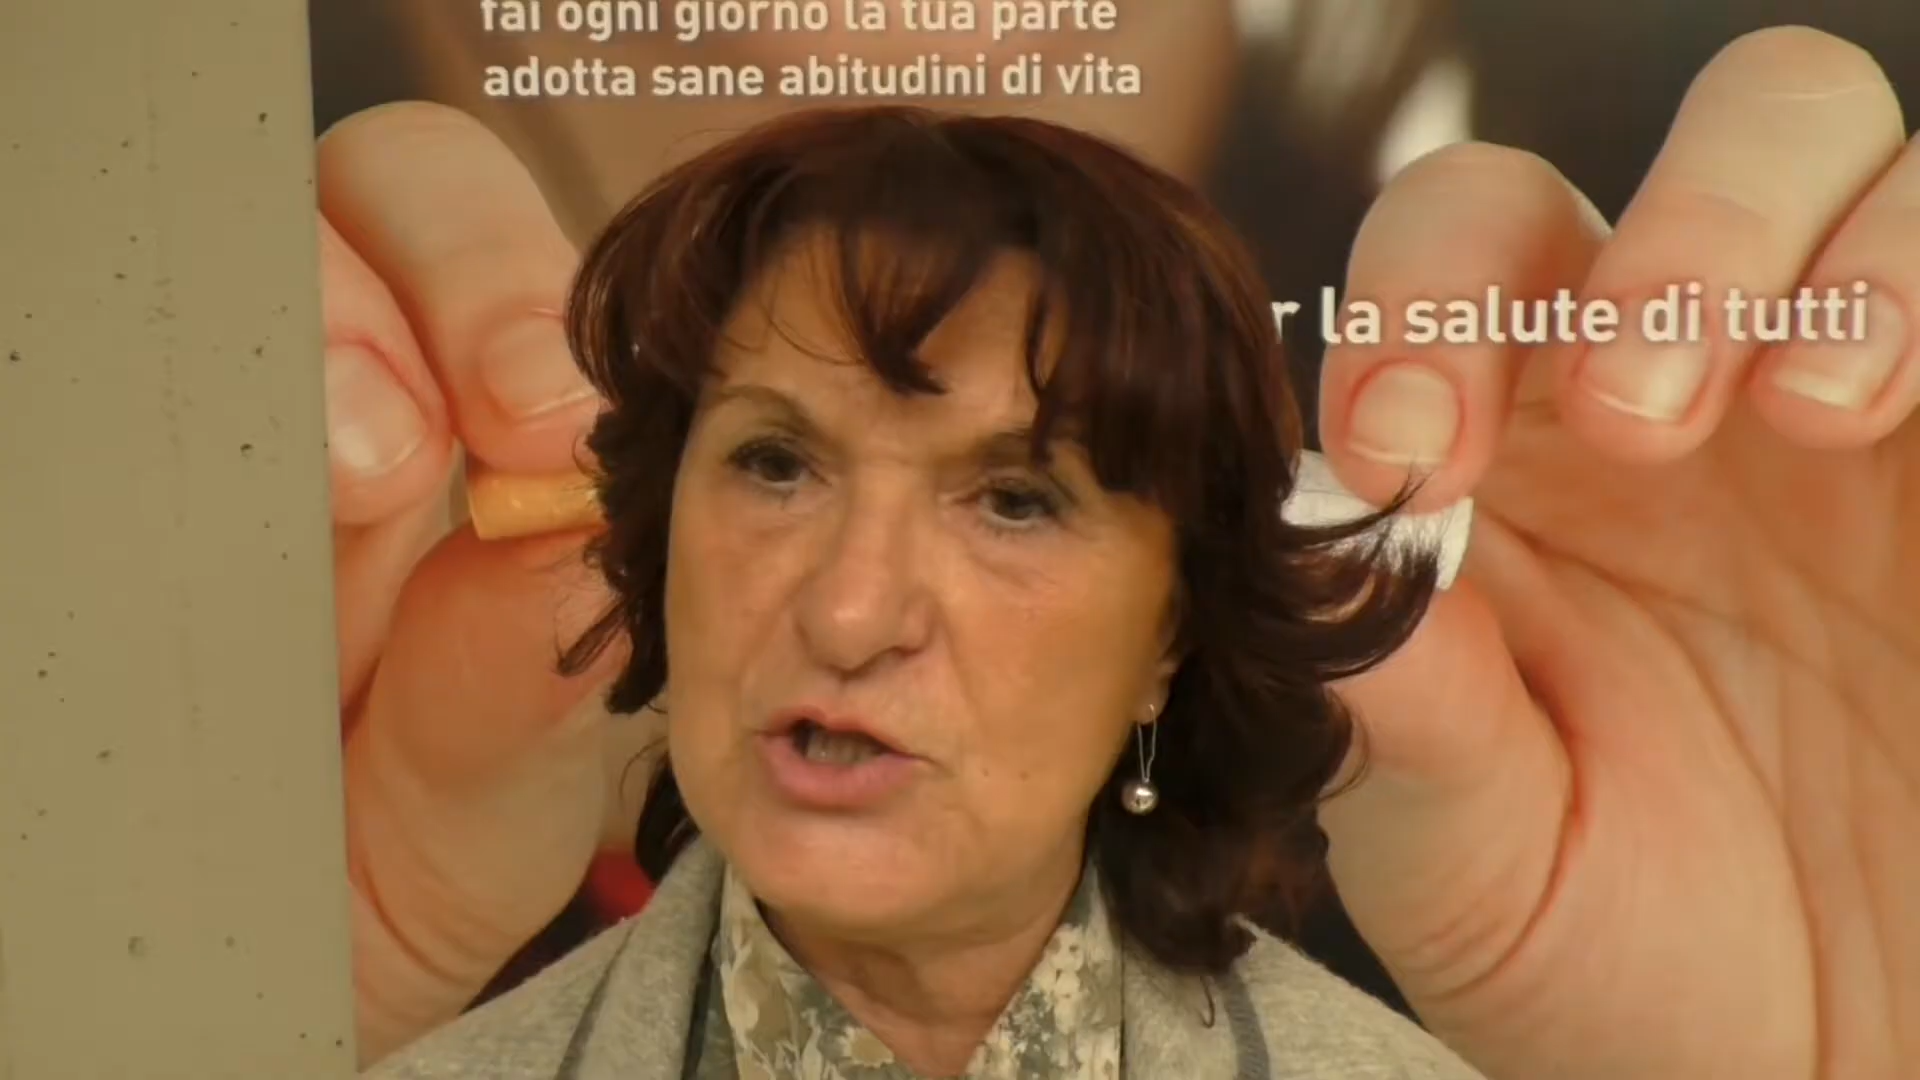 fai ogni giorno la tua parte
adotta sane abitudini di vita
la salute di tutti